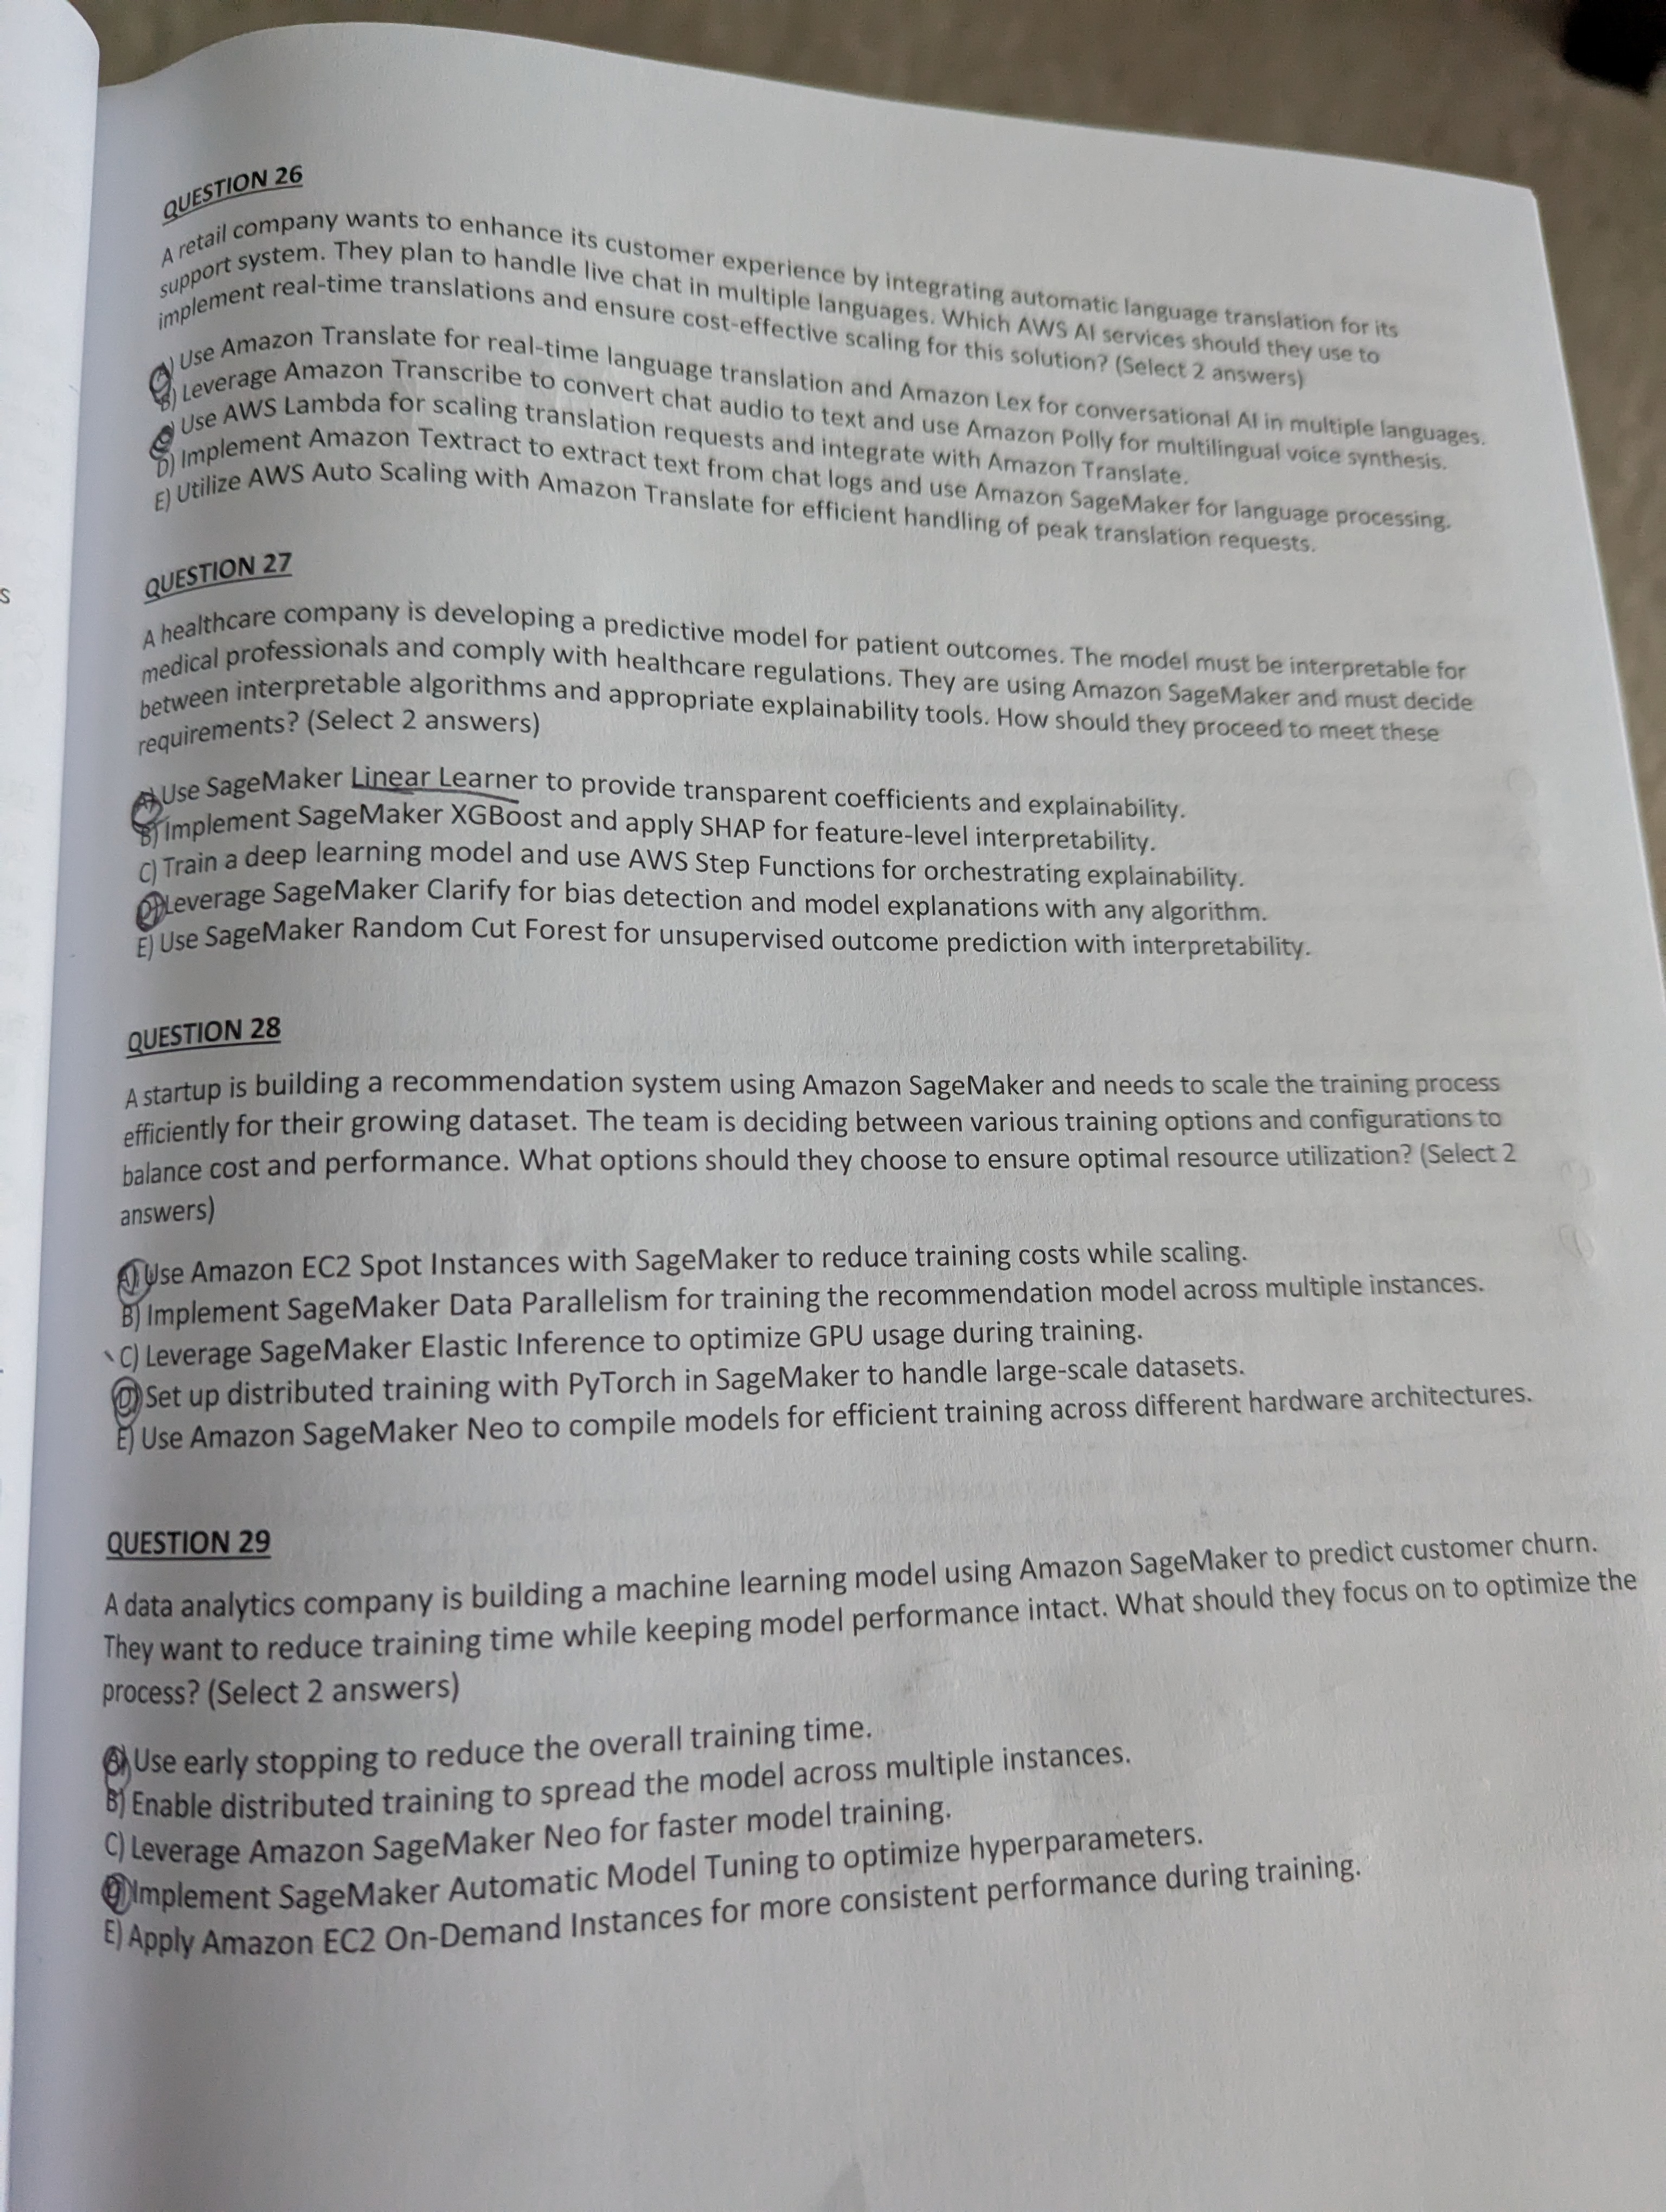 QUESTION 26
A retail company wants to enhance its customer experience by integrating automatic language translation for its
support system. They plan to handle live chat in multiple languages. Which AWS AI services should they use to
implement real-time translations and ensure cost-effective scaling for this solution? (Select 2 answers)
A) Use Amazon Translate for real-time language translation and Amazon Lex for conversational AI in multiple languages.
B) Leverage Amazon Transcribe to convert chat audio to text and use Amazon Polly for multilingual voice synthesis.
C) Use AWS Lambda for scaling translation requests and integrate with Amazon Translate.
D) Implement Amazon Textract to extract text from chat logs and use Amazon SageMaker for language processing.
E) Utilize AWS Auto Scaling with Amazon Translate for efficient handling of peak translation requests.
QUESTION 27
A healthcare company is developing a predictive model for patient outcomes. The model must be interpretable for
medical professionals and comply with healthcare regulations. They are using Amazon SageMaker and must decide
between interpretable algorithms and appropriate explainability tools. How should they proceed to meet these
requirements? (Select 2 answers)
A) Use SageMaker Linear Learner to provide transparent coefficients and explainability.
B) Implement SageMaker XGBoost and apply SHAP for feature-level interpretability.
C) Train a deep learning model and use AWS Step Functions for orchestrating explainability.
D) Leverage SageMaker Clarify for bias detection and model explanations with any algorithm.
E) Use SageMaker Random Cut Forest for unsupervised outcome prediction with interpretability.
QUESTION 28
A startup is building a recommendation system using Amazon SageMaker and needs to scale the training process
efficiently for their growing dataset. The team is deciding between various training options and configurations to
balance cost and performance. What options should they choose to ensure optimal resource utilization? (Select 2
answers)
A) Use Amazon EC2 Spot Instances with SageMaker to reduce training costs while scaling.
B) Implement SageMaker Data Parallelism for training the recommendation model across multiple instances.
C) Leverage SageMaker Elastic Inference to optimize GPU usage during training.
D) Set up distributed training with PyTorch in SageMaker to handle large-scale datasets.
E) Use Amazon SageMaker Neo to compile models for efficient training across different hardware architectures.
QUESTION 29
A data analytics company is building a machine learning model using Amazon SageMaker to predict customer churn.
They want to reduce training time while keeping model performance intact. What should they focus on to optimize the
process? (Select 2 answers)
A) Use early stopping to reduce the overall training time.
B) Enable distributed training to spread the model across multiple instances.
C) Leverage Amazon SageMaker Neo for faster model training.
D) Implement SageMaker Automatic Model Tuning to optimize hyperparameters.
E) Apply Amazon EC2 On-Demand Instances for more consistent performance during training.